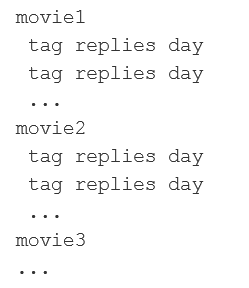 movie1
 tag replies day
 tag replies day
 ...
movie2
 tag replies day
 tag replies day
 ...
movie3
...